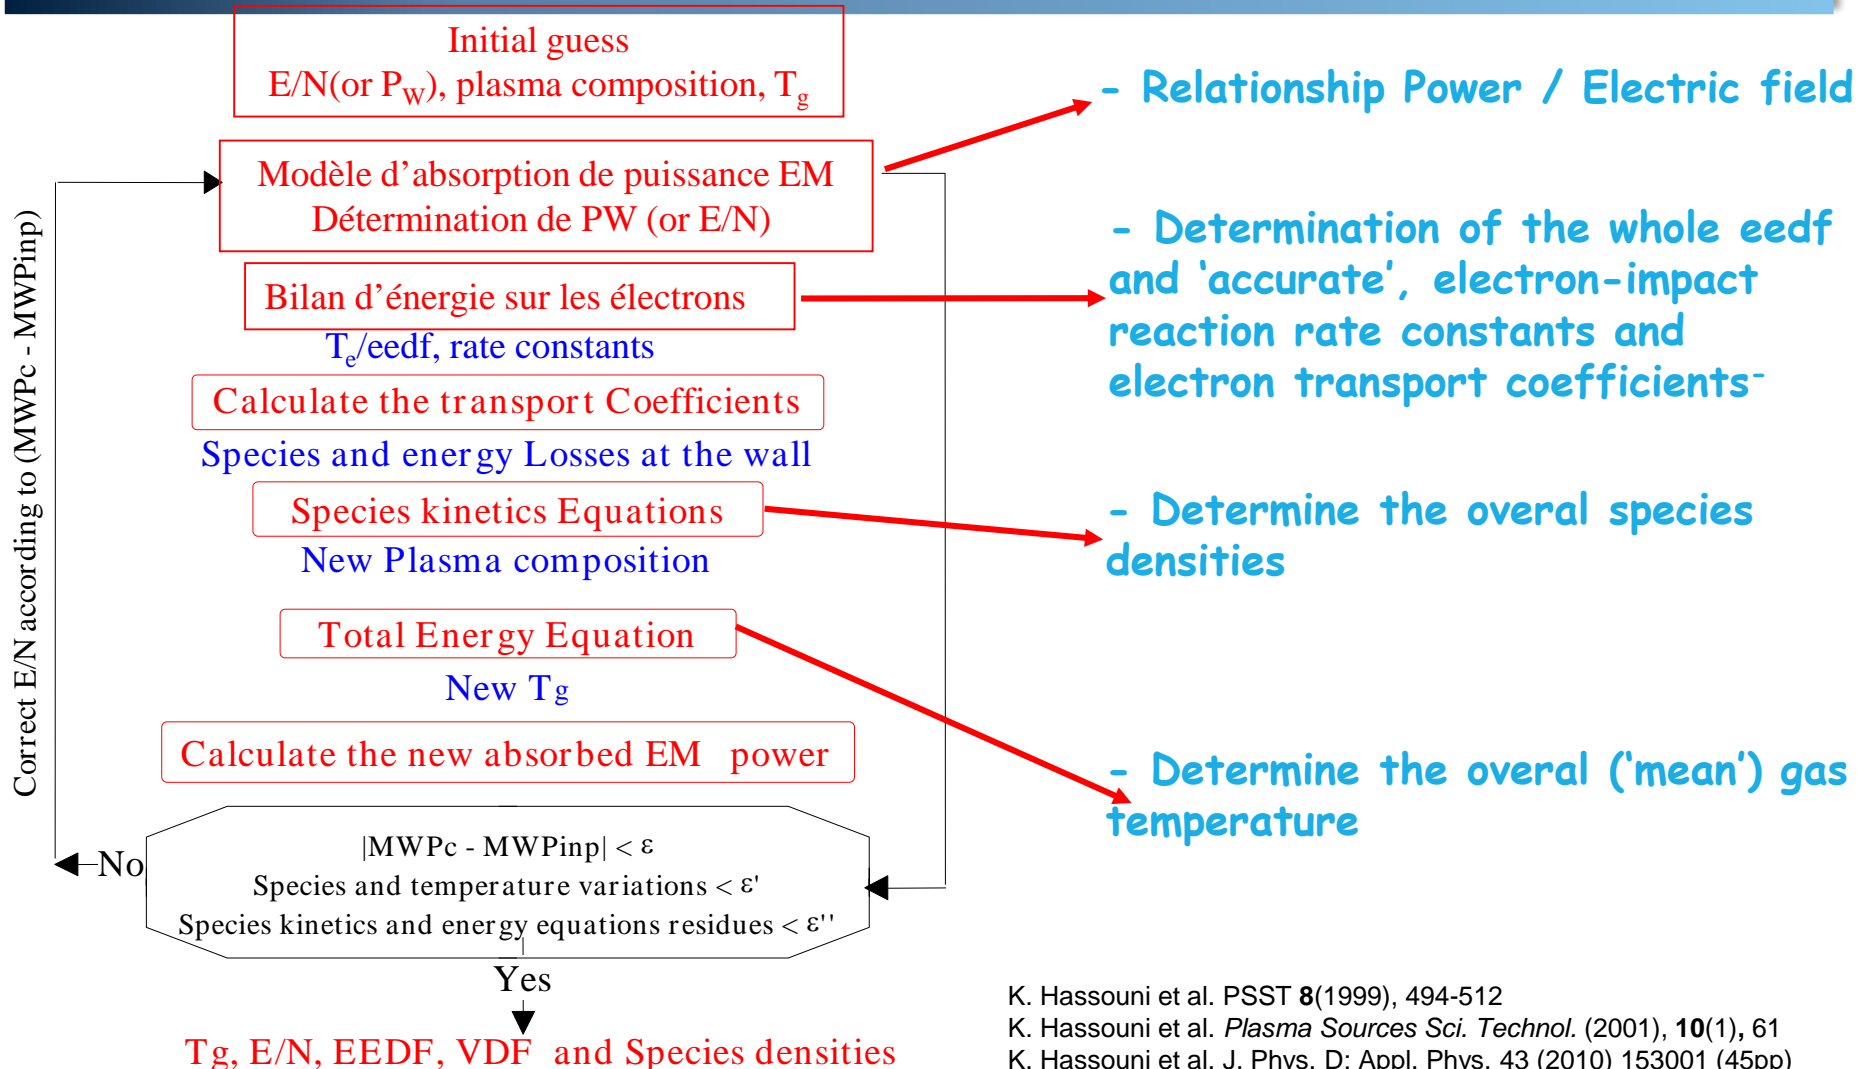 Initial guess
E/N(or PW), plasma composition, Tg
Modèle d'absorption de puissance EM
Détermination de PW (or E/N)
Bilan d'énergie sur les électrons
Te/eedf, rate constants
Calculate the transport Coefficients
Species and energy Losses at the wall
Species kinetics Equations
New Plasma composition
Total Energy Equation
New Tg
Calculate the new absorbed EM power
|MWPc - MWPinp| < ε
Species and temperature variations < ε'
Species kinetics and energy equations residues < ε''
No
Yes
Tg, E/N, EEDF, VDF and Species densities
Correct E/N according to (MWPc - MWPinp)
- Relationship Power / Electric field
- Determination of the whole eedf
and ‘accurate’, electron-impact
reaction rate constants and
electron transport coefficients-
- Determine the overal species
densities
- Determine the overal (‘mean’) gas
temperature
K. Hassouni et al. PSST 8(1999), 494-512
K. Hassouni et al. Plasma Sources Sci. Technol. (2001), 10(1), 61
K. Hassouni et al. J. Phys. D: Appl. Phys. 43 (2010) 153001 (45pp)